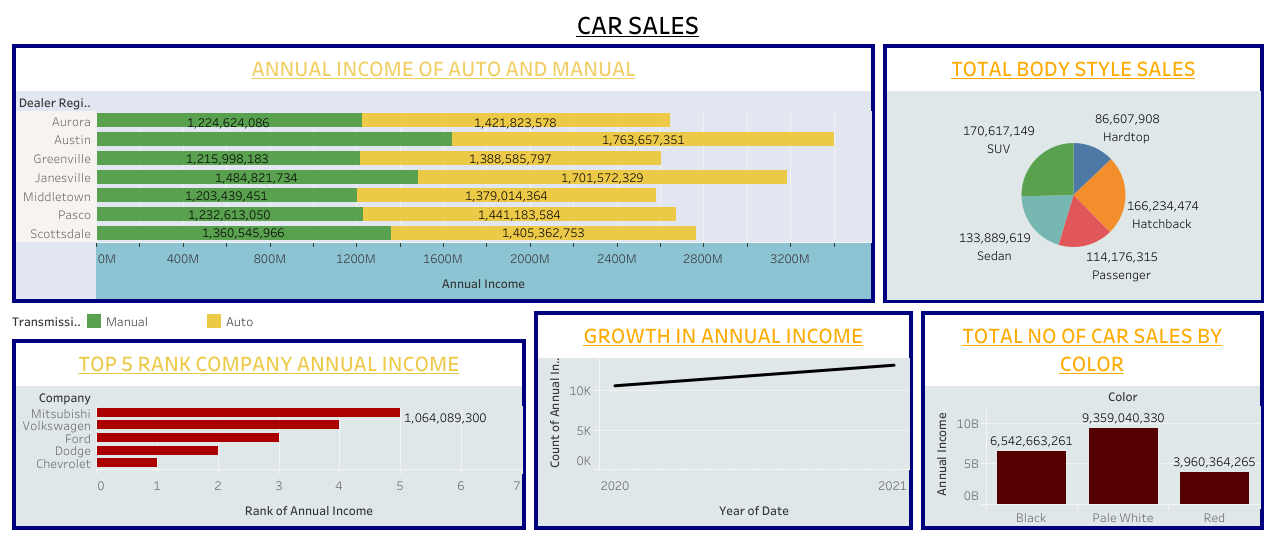 CAR SALES
ANNUAL INCOME OF AUTO AND MANUAL
Dealer Regi..
Aurora 1,224,624,086 1,421,823,578
Austin 1,763,657,351
Greenville 1,215,998,183 1,388,585,797
Janesville 1,484,821,734 1,701,572,329
Middletown 1,203,439,451 1,379,014,364
Pasco 1,232,613,050 1,441,183,584
Scottsdale 1,360,545,966 1,405,362,753
0M 400M 800M 1200M 1600M 2000M 2400M 2800M 3200M
Annual Income
TOTAL BODY STYLE SALES
86,607,908
Hardtop
170,617,149
SUV
166,234,474
Hatchback
133,889,619
Sedan
114,176,315
Passenger
Transmissi.. Manual Auto
TOP 5 RANK COMPANY ANNUAL INCOME
Company
Mitsubishi 1,064,089,300
Volkswagen
Ford
Dodge
Chevrolet
0 1 2 3 4 5 6 7
Rank of Annual Income
GROWTH IN ANNUAL INCOME
Count of Annual In..
10K
5K
0K
2020 2021
Year of Date
TOTAL NO OF CAR SALES BY
COLOR
Color
Annual Income
10B
5B
0B
6,542,663,261
9,359,040,330
3,960,364,265
Black Pale White Red